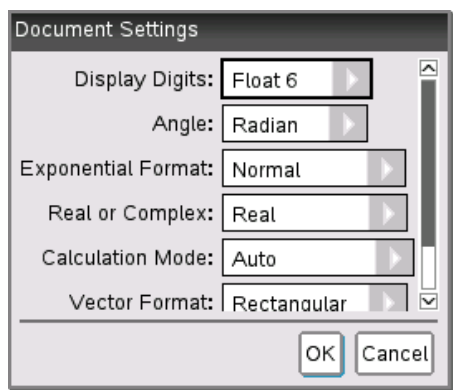 Document Settings
Display Digits: Float 6
Angle: Radian
Exponential Format: Normal
Real or Complex: Real
Calculation Mode: Auto
Vector Format: Rectangular
OK Cancel